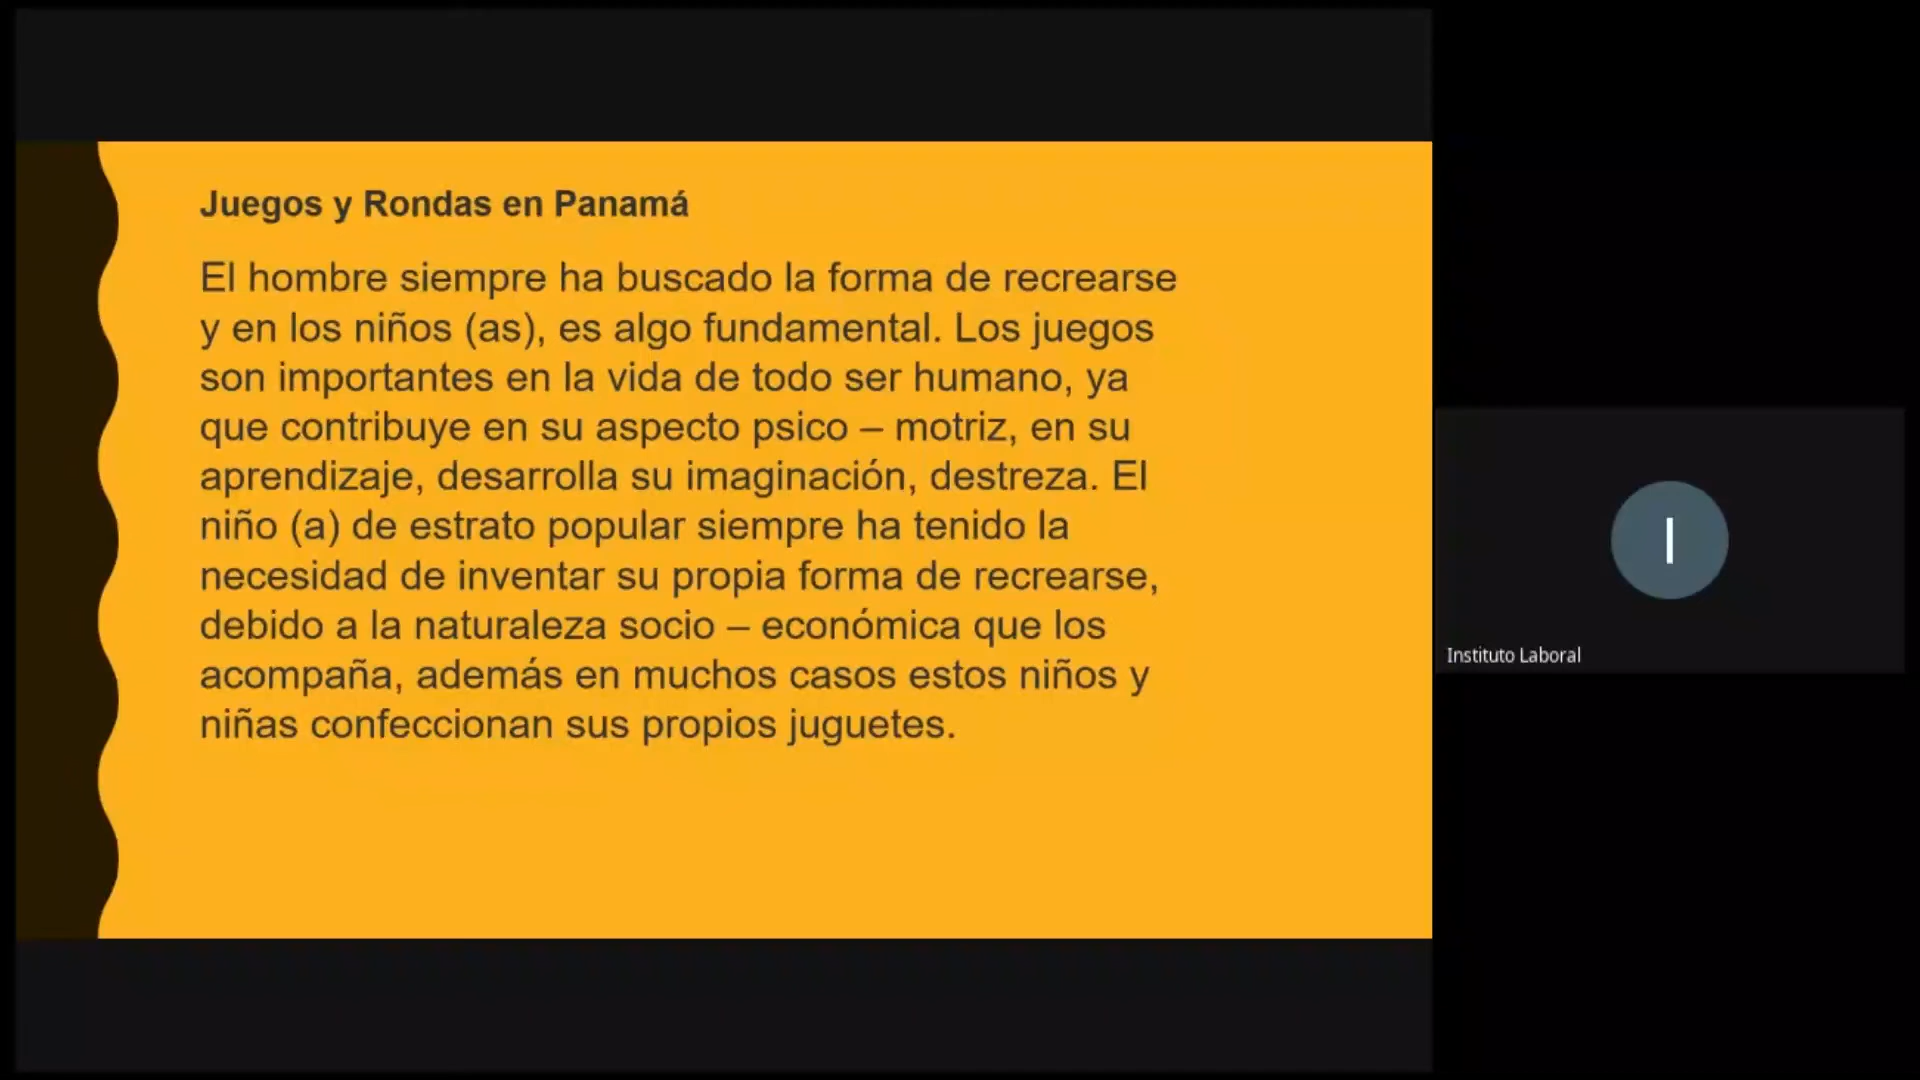 Juegos y Rondas en Panamá
El hombre siempre ha buscado la forma de recrearse
y en los niños (as), es algo fundamental. Los juegos
son importantes en la vida de todo ser humano, ya
que contribuye en su aspecto psico – motriz, en su
aprendizaje, desarrolla su imaginación, destreza. El
niño (a) de estrato popular siempre ha tenido la
necesidad de inventar su propia forma de recrearse,
debido a la naturaleza socio – económica que los
acompaña, además en muchos casos estos niños y
niñas confeccionan sus propios juguetes.
I
Instituto Laboral